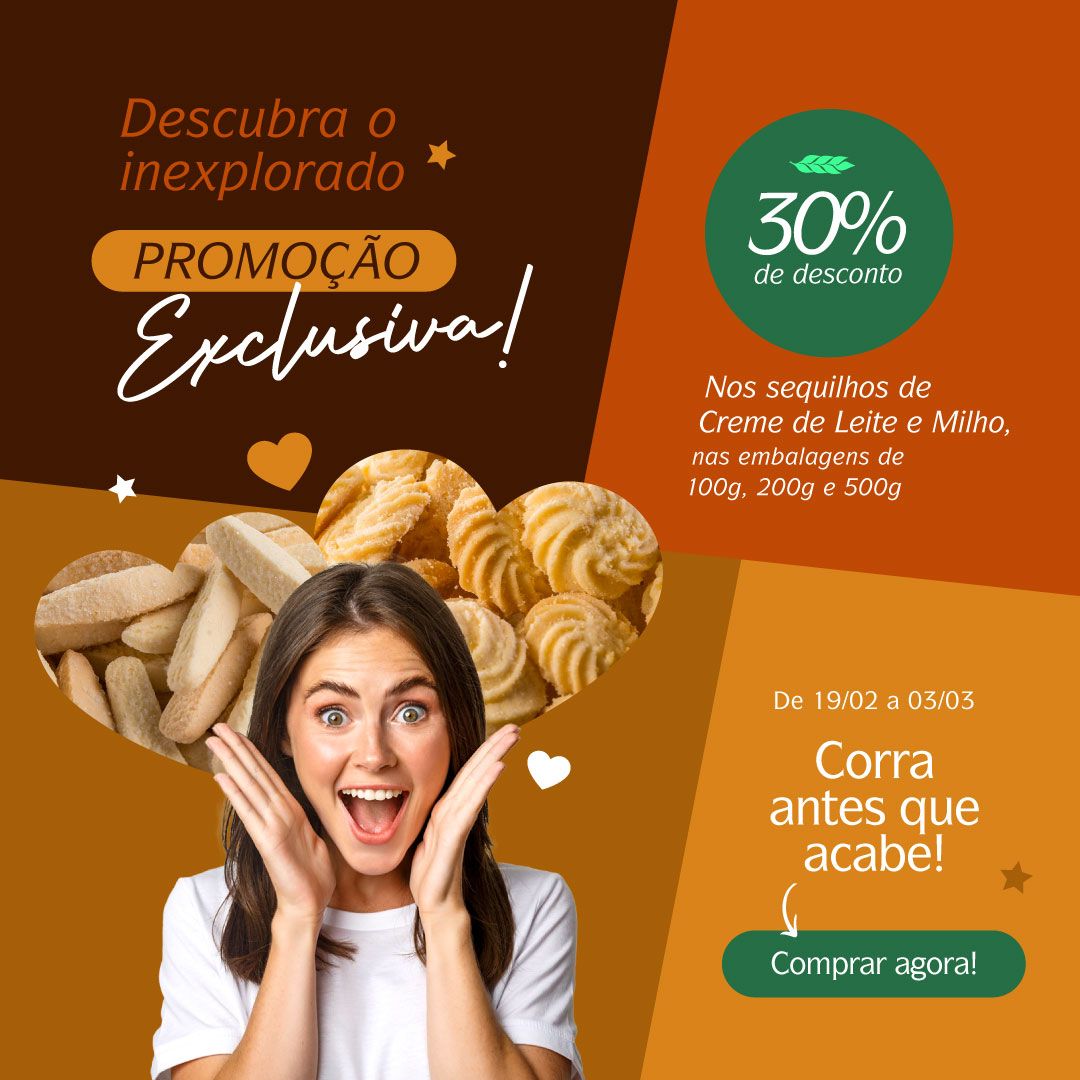 Descubra o
inexplorado
PROMOÇÃO
Exclusiva!
30%
de desconto
Nos sequilhos de
Creme de Leite e Milho,
nas embalagens de
100g, 200g e 500g
De 19/02 a 03/03
Corra
antes que
acabe!
Comprar agora!